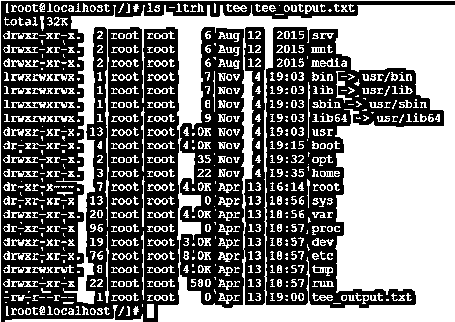 [root@localhost /]# ls -ltrh | tee tee_output.txt
total 32K
drwxr-xr-x. 2 root root 6 Aug 12 2015 srv
drwxr-xr-x. 2 root root 6 Aug 12 2015 mnt
drwxr-xr-x. 2 root root 6 Aug 12 2015 media
lrwxrwxrwx. 1 root root 7 Nov 4 19:03 bin -> usr/bin
lrwxrwxrwx. 1 root root 7 Nov 4 19:03 lib -> usr/lib
lrwxrwxrwx. 1 root root 8 Nov 4 19:03 sbin -> usr/sbin
lrwxrwxrwx. 1 root root 9 Nov 4 19:03 lib64 -> usr/lib64
drwxr-xr-x. 13 root root 4.0K Nov 4 19:03 usr
dr-xr-xr-x. 4 root root 4.0K Nov 4 19:15 boot
drwxr-xr-x. 2 root root 35 Nov 4 19:32 opt
drwxr-xr-x. 3 root root 22 Nov 4 19:35 home
dr-xr-x---. 7 root root 4.0K Apr 13 16:14 root
dr-xr-xr-x 13 root root 0 Apr 13 18:56 sys
drwxr-xr-x. 20 root root 4.0K Apr 13 18:56 var
dr-xr-xr-x 96 root root 0 Apr 13 18:57 proc
drwxr-xr-x 19 root root 3.0K Apr 13 18:57 dev
drwxr-xr-x. 76 root root 8.0K Apr 13 18:57 etc
drwxrwxrwt. 8 root root 4.0K Apr 13 18:57 tmp
drwxr-xr-x 22 root root 580 Apr 13 18:57 run
-rw-r--r-- 1 root root 0 Apr 13 19:00 tee_output.txt
[root@localhost /]#